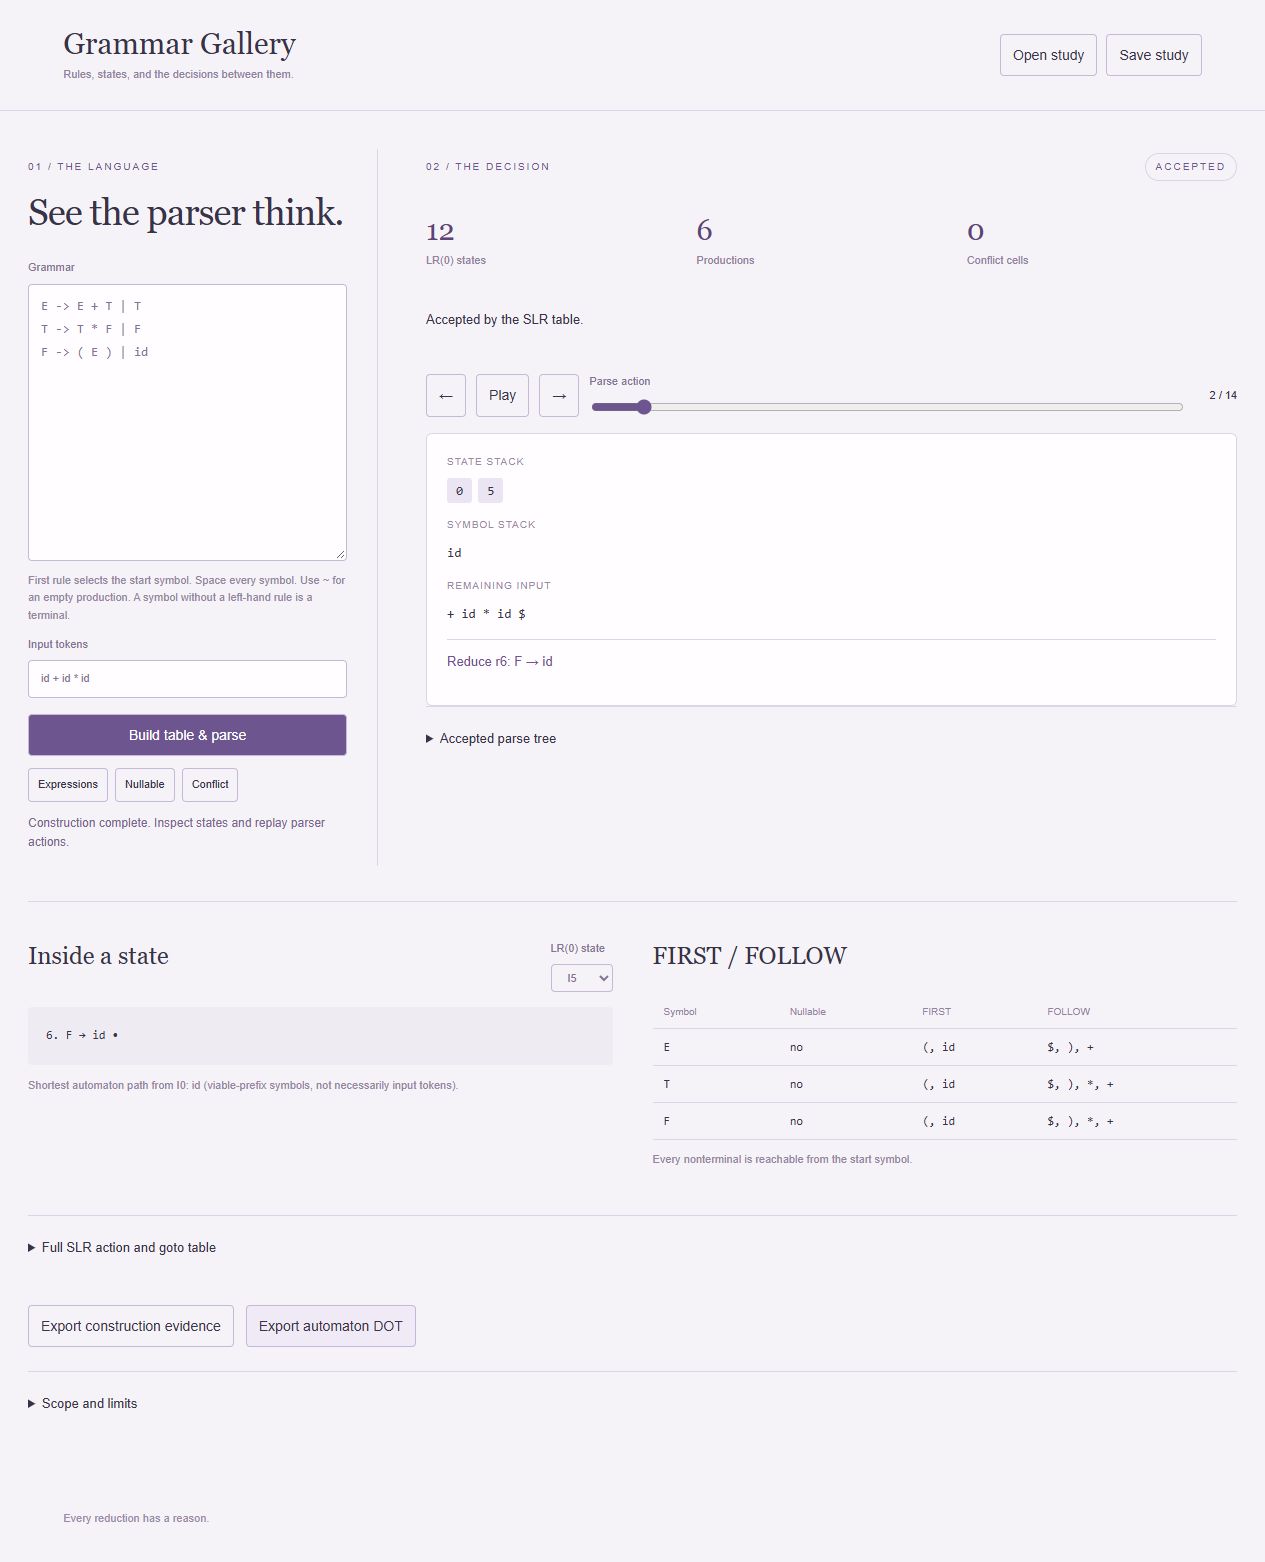 Grammar Gallery
Rules, states, and the decisions between them.
Open study
Save study
01 / THE LANGUAGE
See the parser think.
Grammar
E -> E + T | T
T -> T * F | F
F -> ( E ) | id
First rule selects the start symbol. Space every symbol. Use ~ for
an empty production. A symbol without a left-hand rule is a
terminal.
Input tokens
id + id * id
Build table & parse
Expressions
Nullable
Conflict
Construction complete. Inspect states and replay parser
actions.
02 / THE DECISION
ACCEPTED
12
LR(0) states
6
Productions
0
Conflict cells
Accepted by the SLR table.
←
Play
→
Parse action
2 / 14
STATE STACK
0 5
SYMBOL STACK
id
REMAINING INPUT
+ id * id $
Reduce r6: F → id
▶ Accepted parse tree
Inside a state
LR(0) state
I5
6. F → id •
Shortest automaton path from I0: id (viable-prefix symbols, not necessarily input tokens).
FIRST / FOLLOW
Symbol Nullable FIRST FOLLOW
E no (, id $, ), +
T no (, id $, ), *, +
F no (, id $, ), *, +
Every nonterminal is reachable from the start symbol.
▶ Full SLR action and goto table
Export construction evidence
Export automaton DOT
▶ Scope and limits
Every reduction has a reason.